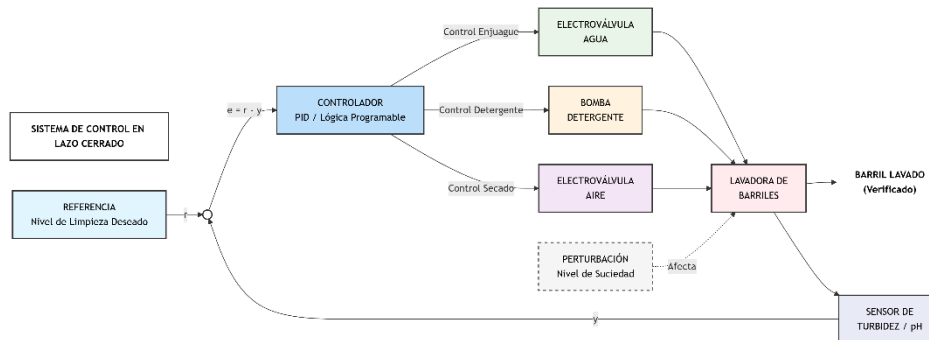 ELECTROVÁLVULA
AGUA
Control Enjuague
CONTROLADOR
PID / Lógica Programable
e = r - y
Control Detergente
BOMBA
DETERGENTE
SISTEMA DE CONTROL EN
LAZO CERRADO
ELECTROVÁLVULA
AIRE
Control Secado
LAVADORA DE
BARRILES
BARRIL LAVADO
(Verificado)
REFERENCIA
Nivel de Limpieza Deseado
r
PERTURBACIÓN
Nivel de Suciedad
Afecta
SENSOR DE
TURBIDEZ / pH
y